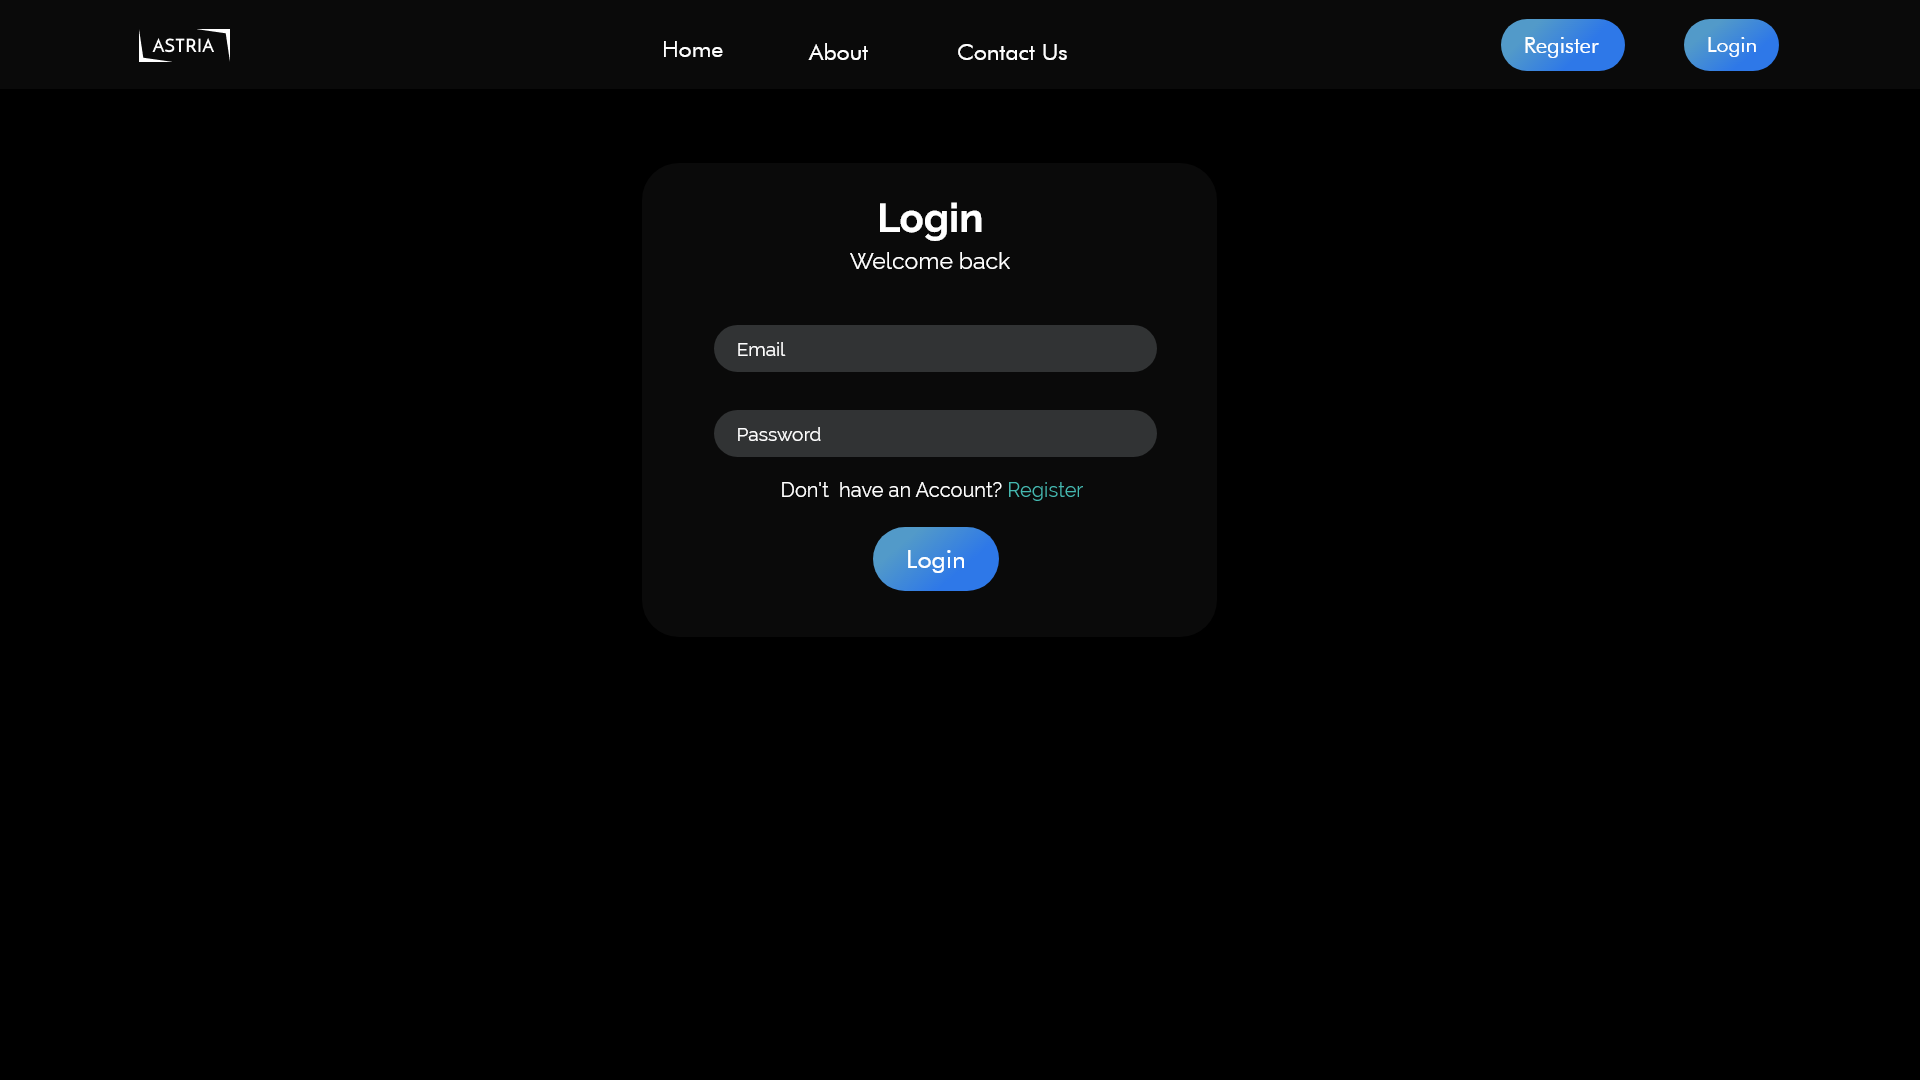 ASTRIA
Home About Contact Us Register Login
Login
Welcome back
Email
Password
Don't  have an Account? Register
Login